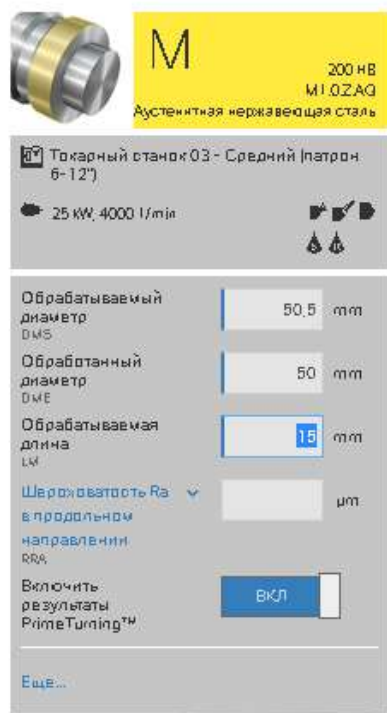 M
200 HB
M1.0.Z.AQ
Аустенитная нержавеющая сталь
Токарный станок 03 - Средний (патрон
6-12")
25 kW, 4000 1/min
Обрабатываемый
диаметр
DMS
50,5 mm
Обработанный
диаметр
DME
50 mm
Обрабатываемая
длина
LM
15 mm
Шероховатость Ra
в продольном
направлении
RRA
µm
Включить
результаты
PrimeTurning™
ВКЛ
Еще...